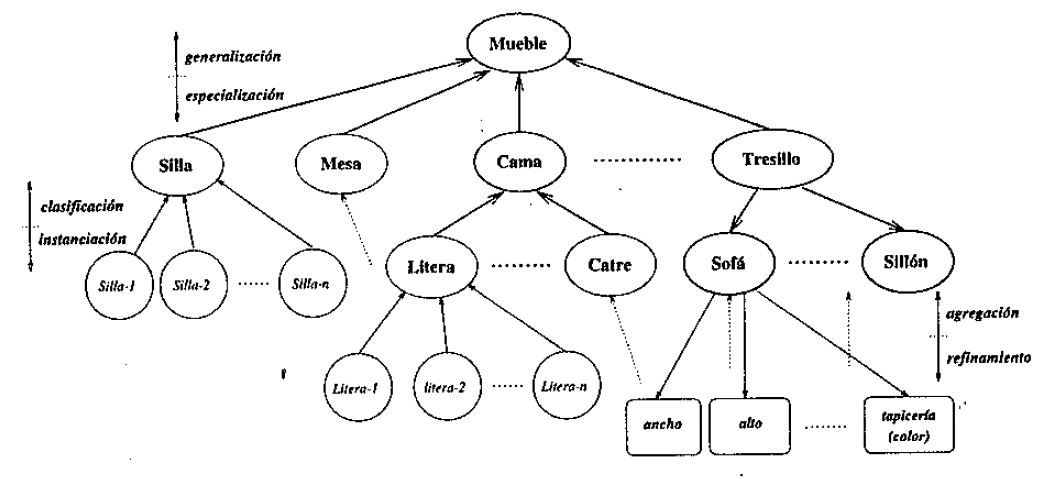 Mueble
generalización
especialización
Silla
Mesa
Cama
Tresillo
clasificación
instanciación
Silla-1
Silla-2
Silla-n
Litera
Catre
Sofá
Sillón
agregación
refinamiento
Litera-1
litera-2
Litera-n
ancho
alto
tapicería
(color)